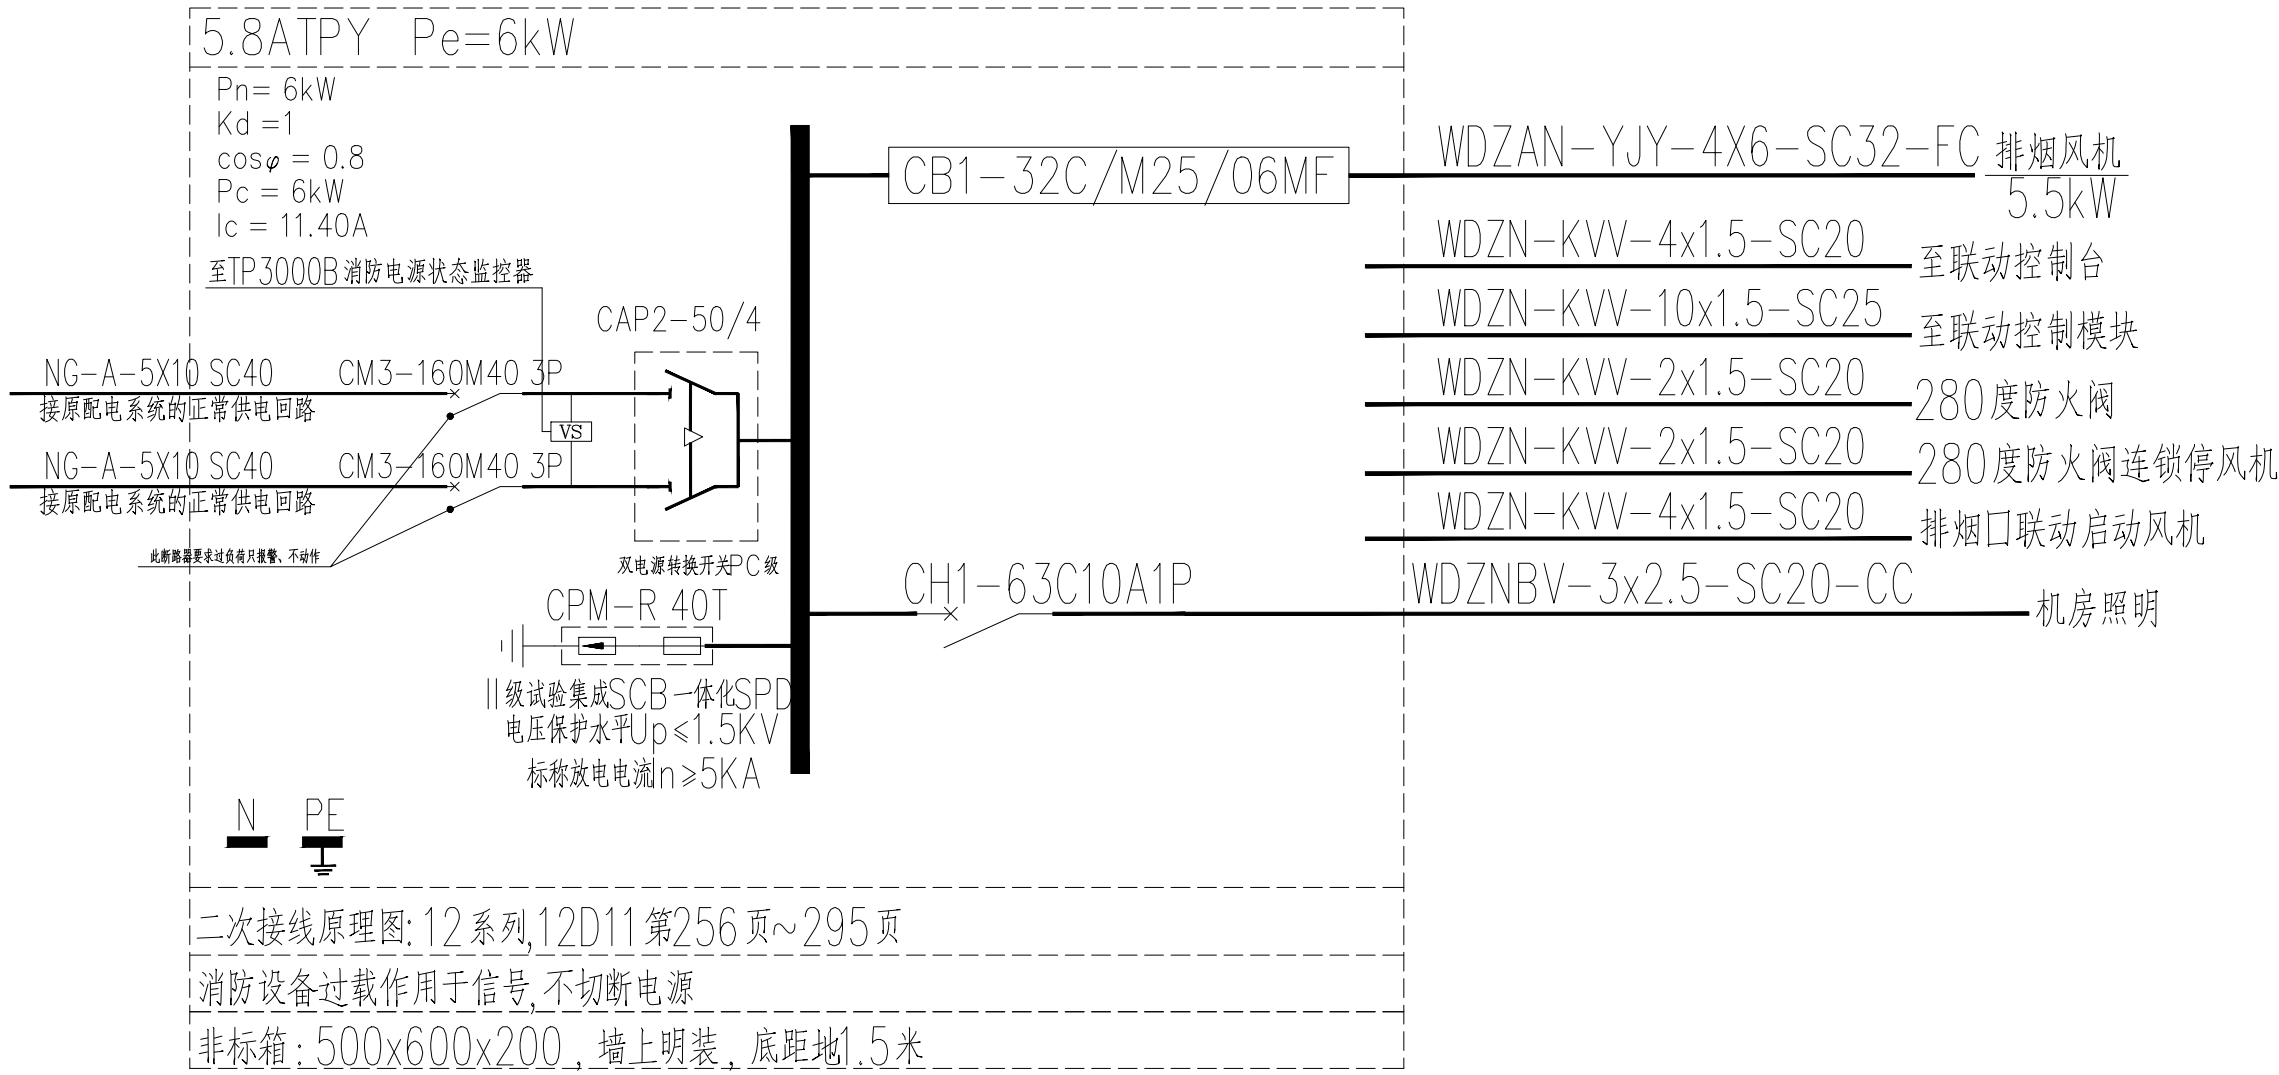 5.8ATPY Pe=6kW
Pn= 6kW
Kd =1
cosφ = 0.8
Pc = 6kW
Ic = 11.40A
至TP3000B消防电源状态监控器
CAP2-50/4
NG-A-5X10 SC40 CM3-160M40 3P
接原配电系统的正常供电回路
VS
NG-A-5X10 SC40 CM3-160M40 3P
接原配电系统的正常供电回路
此断路器要求过负荷只报警、不动作
双电源转换开关PC级
CPM-R 40T
II级试验集成SCB一体化SPD
电压保护水平Up≤1.5KV
标称放电电流In≥5KA
N PE
CB1-32C/M25/06MF
WDZAN-YJY-4X6-SC32-FC 排烟风机
5.5kW
WDZN-KVV-4x1.5-SC20 至联动控制台
WDZN-KVV-10x1.5-SC25 至联动控制模块
WDZN-KVV-2x1.5-SC20 280度防火阀
WDZN-KVV-2x1.5-SC20 280度防火阀连锁停风机
WDZN-KVV-4x1.5-SC20 排烟口联动启动风机
CH1-63C10A1P WDZNBV-3x2.5-SC20-CC 机房照明
二次接线原理图:12系列,12D11第256页~295页
消防设备过载作用于信号,不切断电源
非标箱:500x600x200,墙上明装,底距地1.5米